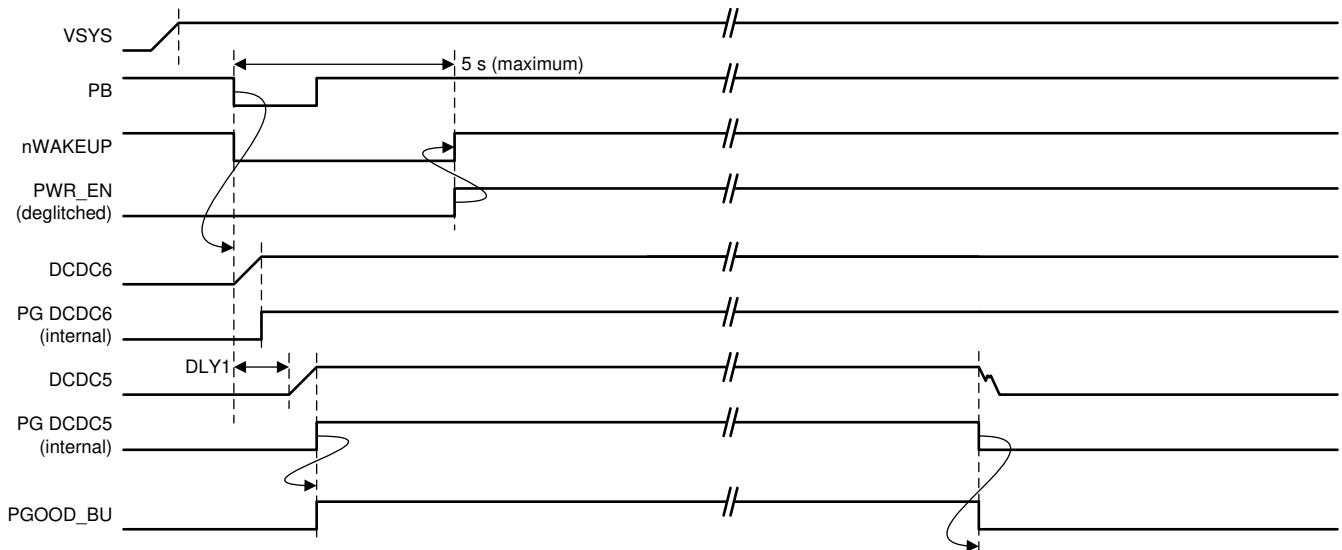 VSYS
5 s (maximum)
PB
nWAKEUP
PWR_EN
(deglitched)
DCDC6
PG DCDC6
(internal)
DLY1
DCDC5
PG DCDC5
(internal)
PGOOD_BU